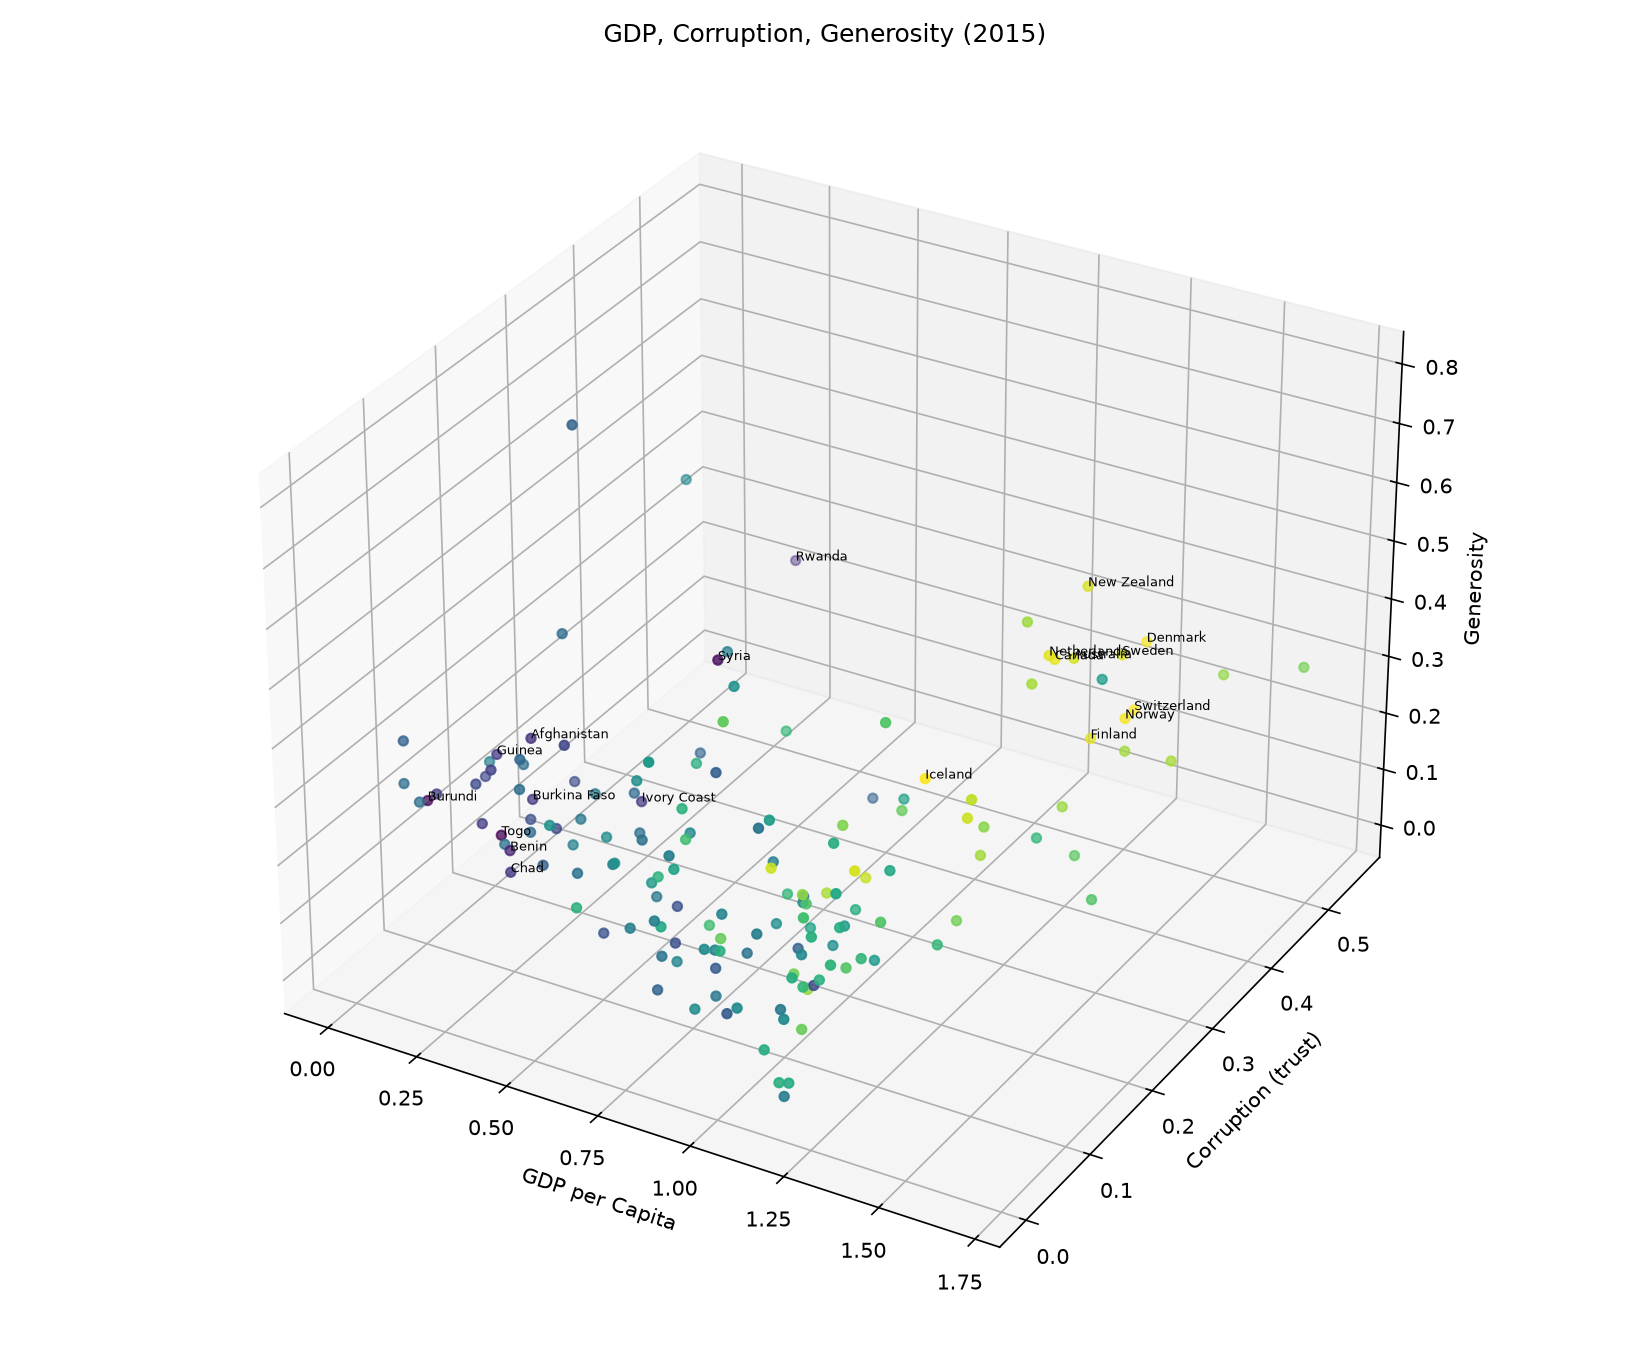 GDP, Corruption, Generosity (2015)
Rwanda
New Zealand
Denmark
Netherlands
Canada
Australia
Sweden
Syria
Switzerland
Norway
Finland
Afghanistan
Guinea
Iceland
Burundi
Burkina Faso
Ivory Coast
Togo
Benin
Chad
0.8
0.7
0.6
0.5
0.4
0.3
0.2
0.1
0.0
Generosity
0.5
0.4
0.3
0.2
0.1
0.0
Corruption (trust)
0.00
0.25
0.50
0.75
1.00
1.25
1.50
1.75
GDP per Capita